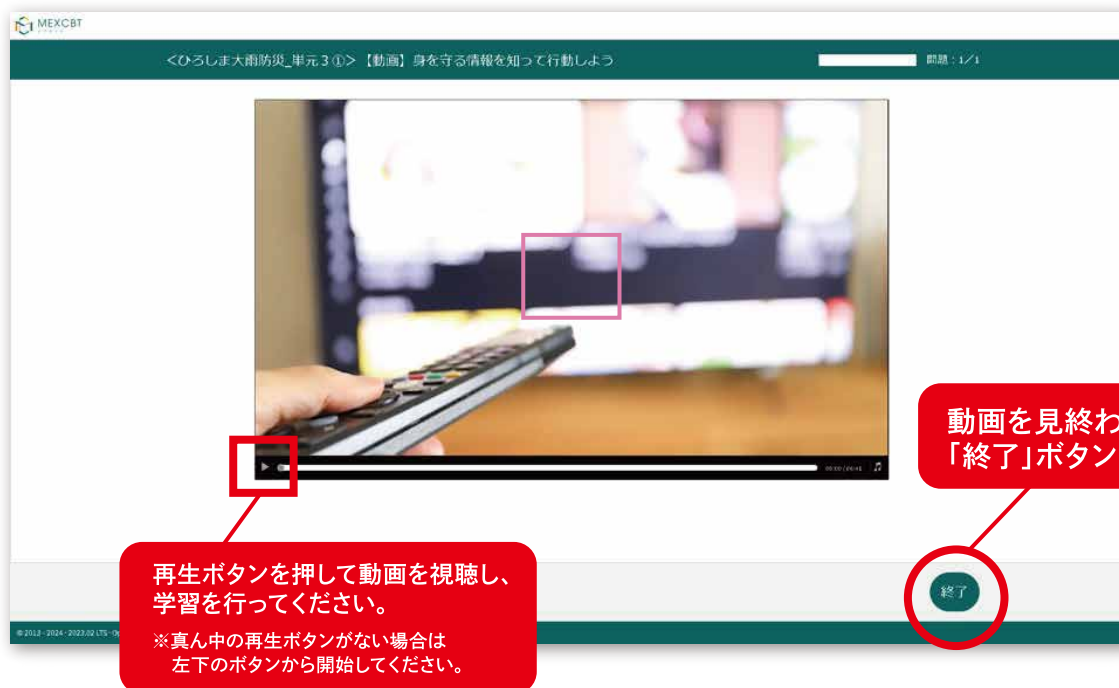 MEXCBT
<ひろしま大雨防災_単元3①>【動画】身を守る情報を知って行動しよう
問題:1/1
動画を見終わ
「終了」ボタン
再生ボタンを押して動画を視聴し、
学習を行ってください。
※真ん中の再生ボタンがない場合は
左下のボタンから開始してください。
終了